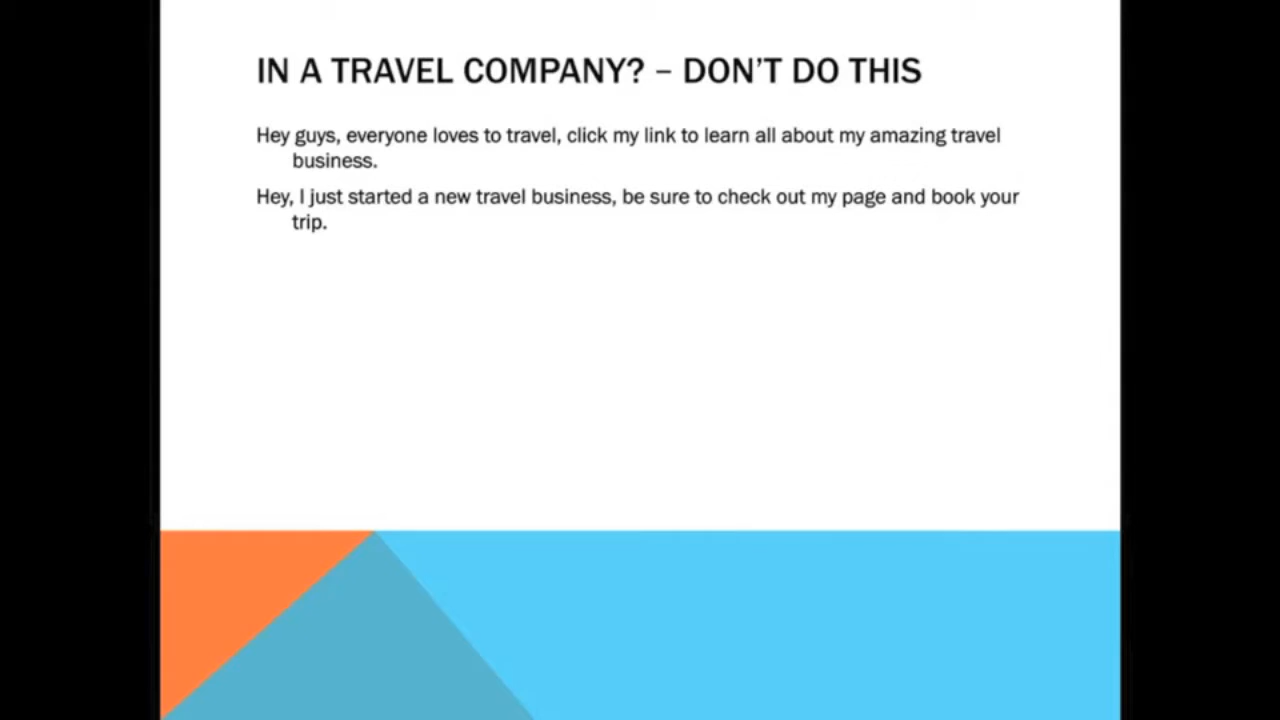 IN A TRAVEL COMPANY? – DON'T DO THIS
Hey guys, everyone loves to travel, click my link to learn all about my amazing travel
business.
Hey, I just started a new travel business, be sure to check out my page and book your
trip.